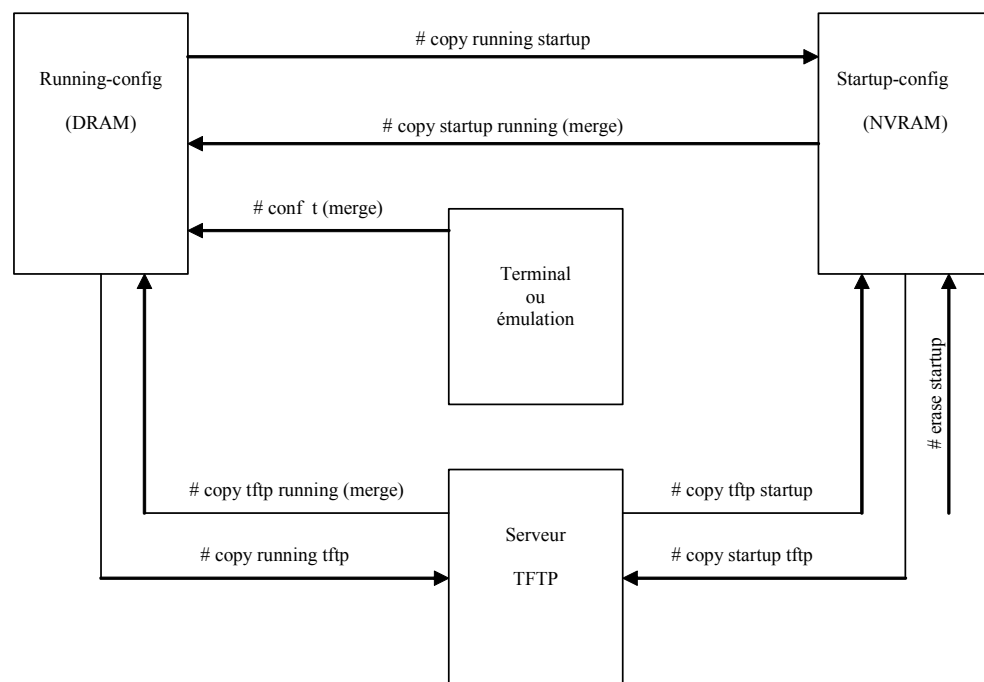 # copy running startup
Running-config
(DRAM)
Startup-config
(NVRAM)
# copy startup running (merge)
# conf t (merge)
Terminal
ou
émulation
# erase startup
# copy tftp running (merge)
# copy tftp startup
Serveur
TFTP
# copy running tftp
# copy startup tftp